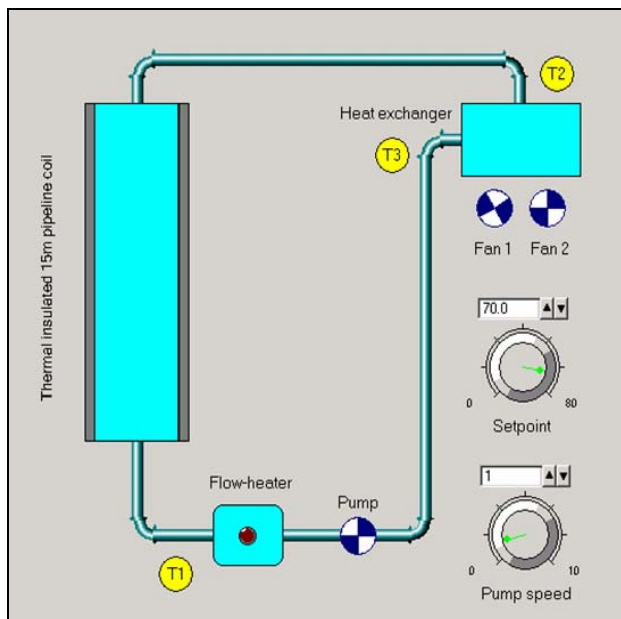 T2
Heat exchanger
T3
Thermal insulated 15m pipeline coil
Fan 1
Fan 2
70.0
0
80
Setpoint
Flow-heater
Pump
1
T1
0
10
Pump speed